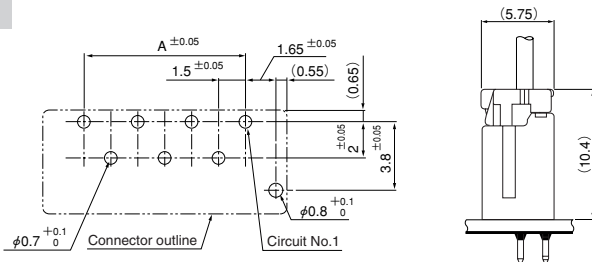 A ±0.05
1.65 ±0.05
1.5 ±0.05
(0.55)
(0.65)
2 ±0.05
3.8 ±0.05
φ0.8 +0.1 0
φ0.7 +0.1 0
Connector outline
Circuit No.1
(5.75)
(10.4)